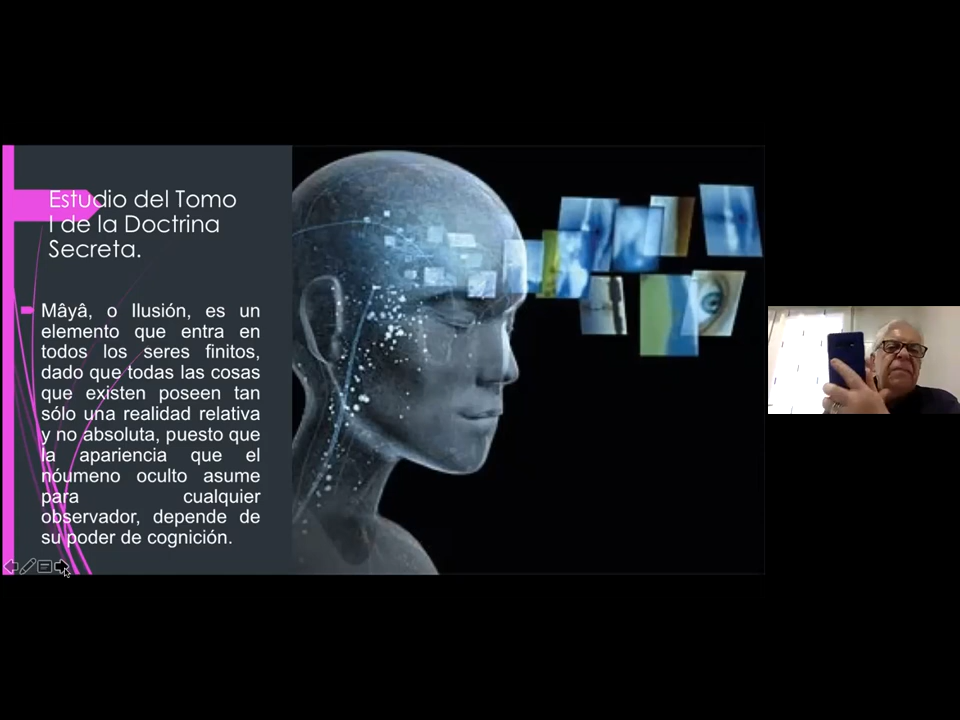 Estudio del Tomo
I de la Doctrina
Secreta.
Mâyâ, o Ilusión, es un
elemento que entra en
todos los seres finitos,
dado que todas las cosas
que existen poseen tan
sólo una realidad relativa
y no absoluta, puesto que
la apariencia que el
nóumeno oculto asume
para cualquier
observador, depende de
su poder de cognición.